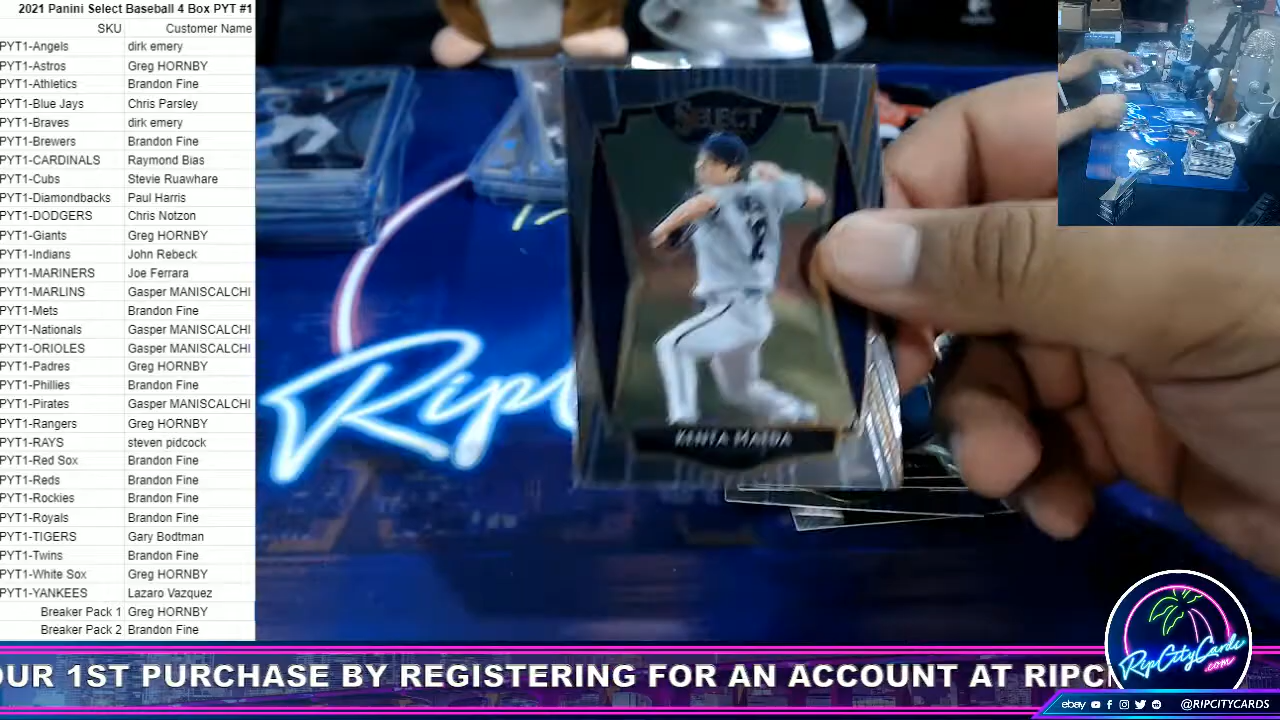 2021 Panini Select Baseball 4 Box PYT #1
SKU Customer Name
PYT1-Angels dirk emery
PYT1-Astros Greg HORNBY
PYT1-Athletics Brandon Fine
PYT1-Blue Jays Chris Parsley
PYT1-Braves dirk emery
PYT1-Brewers Brandon Fine
PYT1-CARDINALS Raymond Bias
PYT1-Cubs Stevie Ruawhare
PYT1-Diamondbacks Paul Harris
PYT1-DODGERS Chris Notzon
PYT1-Giants Greg HORNBY
PYT1-Indians John Rebeck
PYT1-MARINERS Joe Ferrara
PYT1-MARLINS Gasper MANISCALCHI
PYT1-Mets Brandon Fine
PYT1-Nationals Gasper MANISCALCHI
PYT1-ORIOLES Gasper MANISCALCHI
PYT1-Padres Greg HORNBY
PYT1-Phillies Brandon Fine
PYT1-Pirates Gasper MANISCALCHI
PYT1-Rangers Greg HORNBY
PYT1-RAYS steven pidcock
PYT1-Red Sox Brandon Fine
PYT1-Reds Brandon Fine
PYT1-Rockies Brandon Fine
PYT1-Royals Brandon Fine
PYT1-TIGERS Gary Bodtman
PYT1-Twins Brandon Fine
PYT1-White Sox Greg HORNBY
PYT1-YANKEES Lazaro Vazquez
Breaker Pack 1 Greg HORNBY
Breaker Pack 2 Brandon Fine
SELECT
2
KENTA MAEDA
Rip
OUR 1ST PURCHASE BY REGISTERING FOR AN ACCOUNT AT RIPCI
RipCityCards
.com
ebay @RIPCITYCARDS